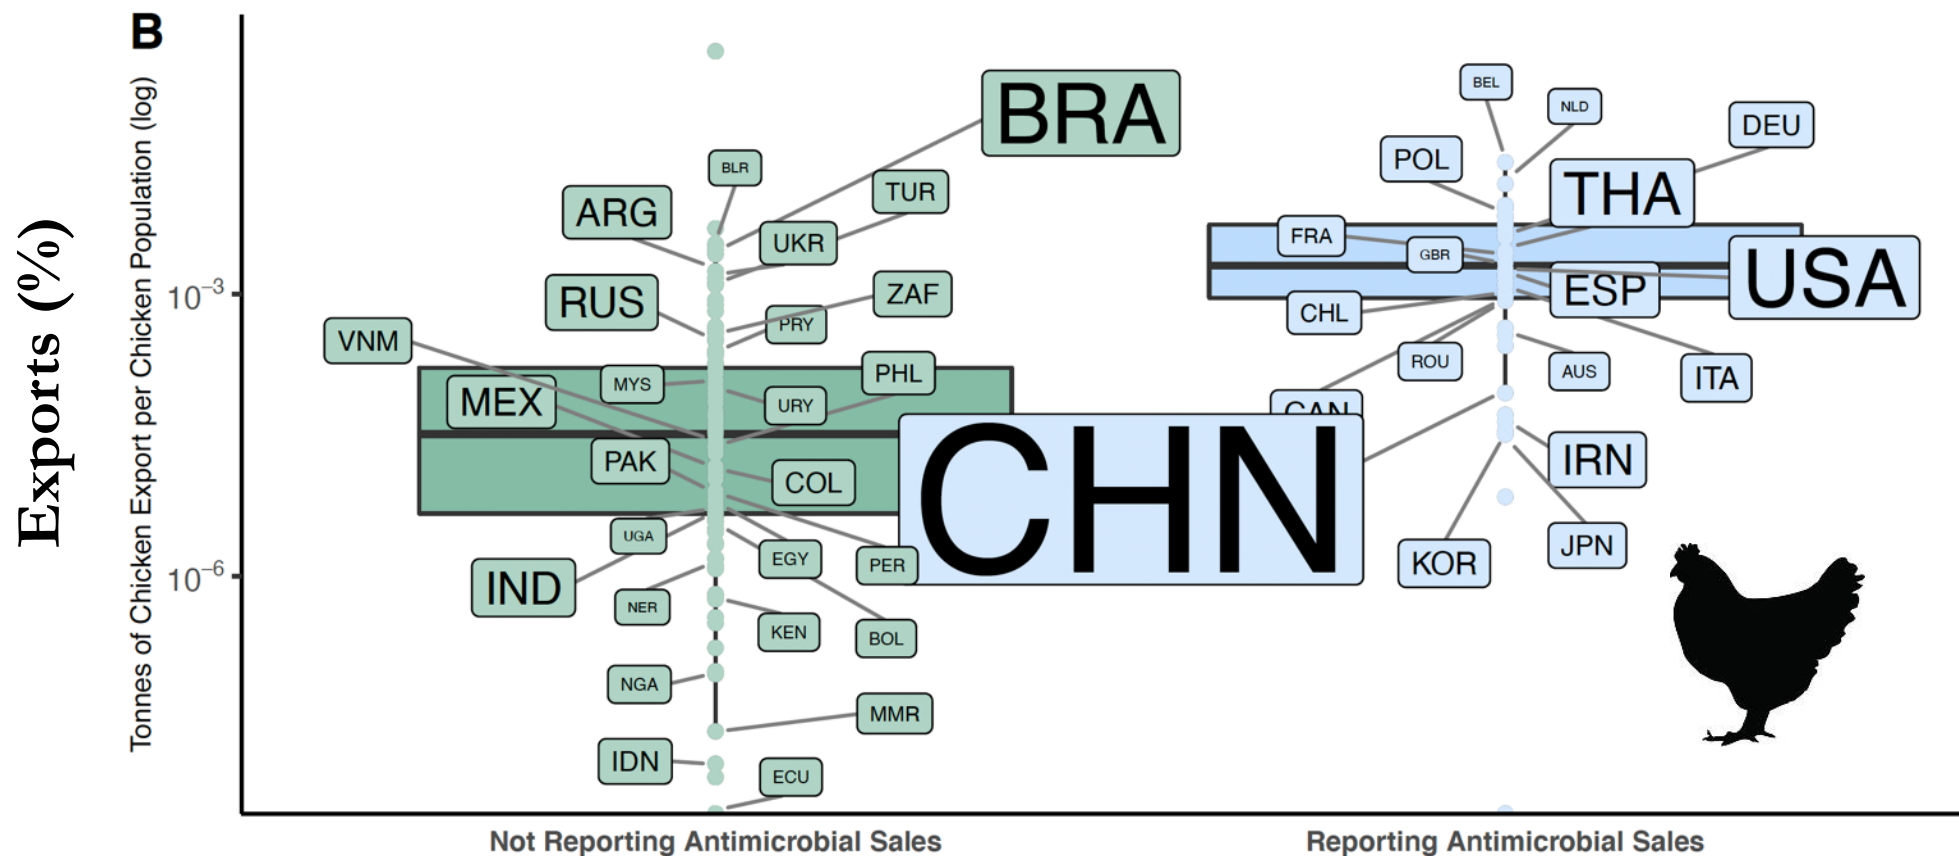 B
Exports (%)
Tonnes of Chicken Export per Chicken Population (log)
10⁻³
10⁻⁶
BRA
BLR
ARG
TUR
UKR
RUS
ZAF
PRY
VNM
MYS
PHL
MEX
URY
PAK
COL
UGA
EGY
PER
IND
NER
KEN
BOL
NGA
MMR
IDN
ECU
BEL
NLD
DEU
POL
THA
FRA
GBR
USA
ESP
CHL
ROU
AUS
ITA
CAN
CHN
IRN
KOR
JPN
Not Reporting Antimicrobial Sales
Reporting Antimicrobial Sales